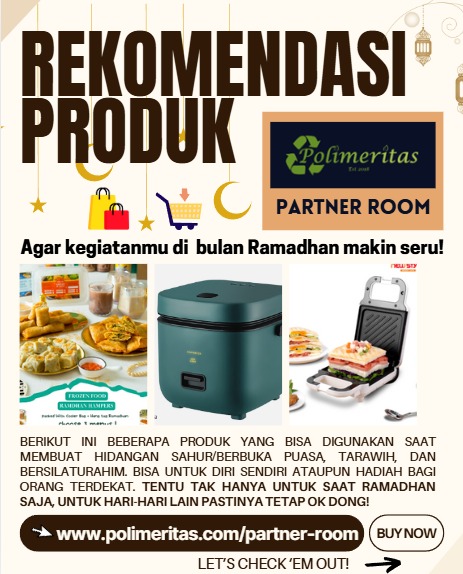 REKOMENDASI
PRODUK
Polimeritas
PARTNER ROOM
Agar kegiatanmu di bulan Ramadhan makin seru!
FROZEN FOOD
RAMADHAN HAMPERS
choose 3 menus !
BERIKUT INI BEBERAPA PRODUK YANG BISA DIGUNAKAN SAAT
MEMBUAT HIDANGAN SAHUR/BERBUKA PUASA, TARAWIH, DAN
BERSILATURAHIM. BISA UNTUK DIRI SENDIRI ATAUPUN HADIAH BAGI
ORANG TERDEKAT. TENTU TAK HANYA UNTUK SAAT RAMADHAN
SAJA, UNTUK HARI-HARI LAIN PASTINYA TETAP OK DONG!
www.polimeritas.com/partner-room
BUY NOW
LET'S CHECK 'EM OUT!